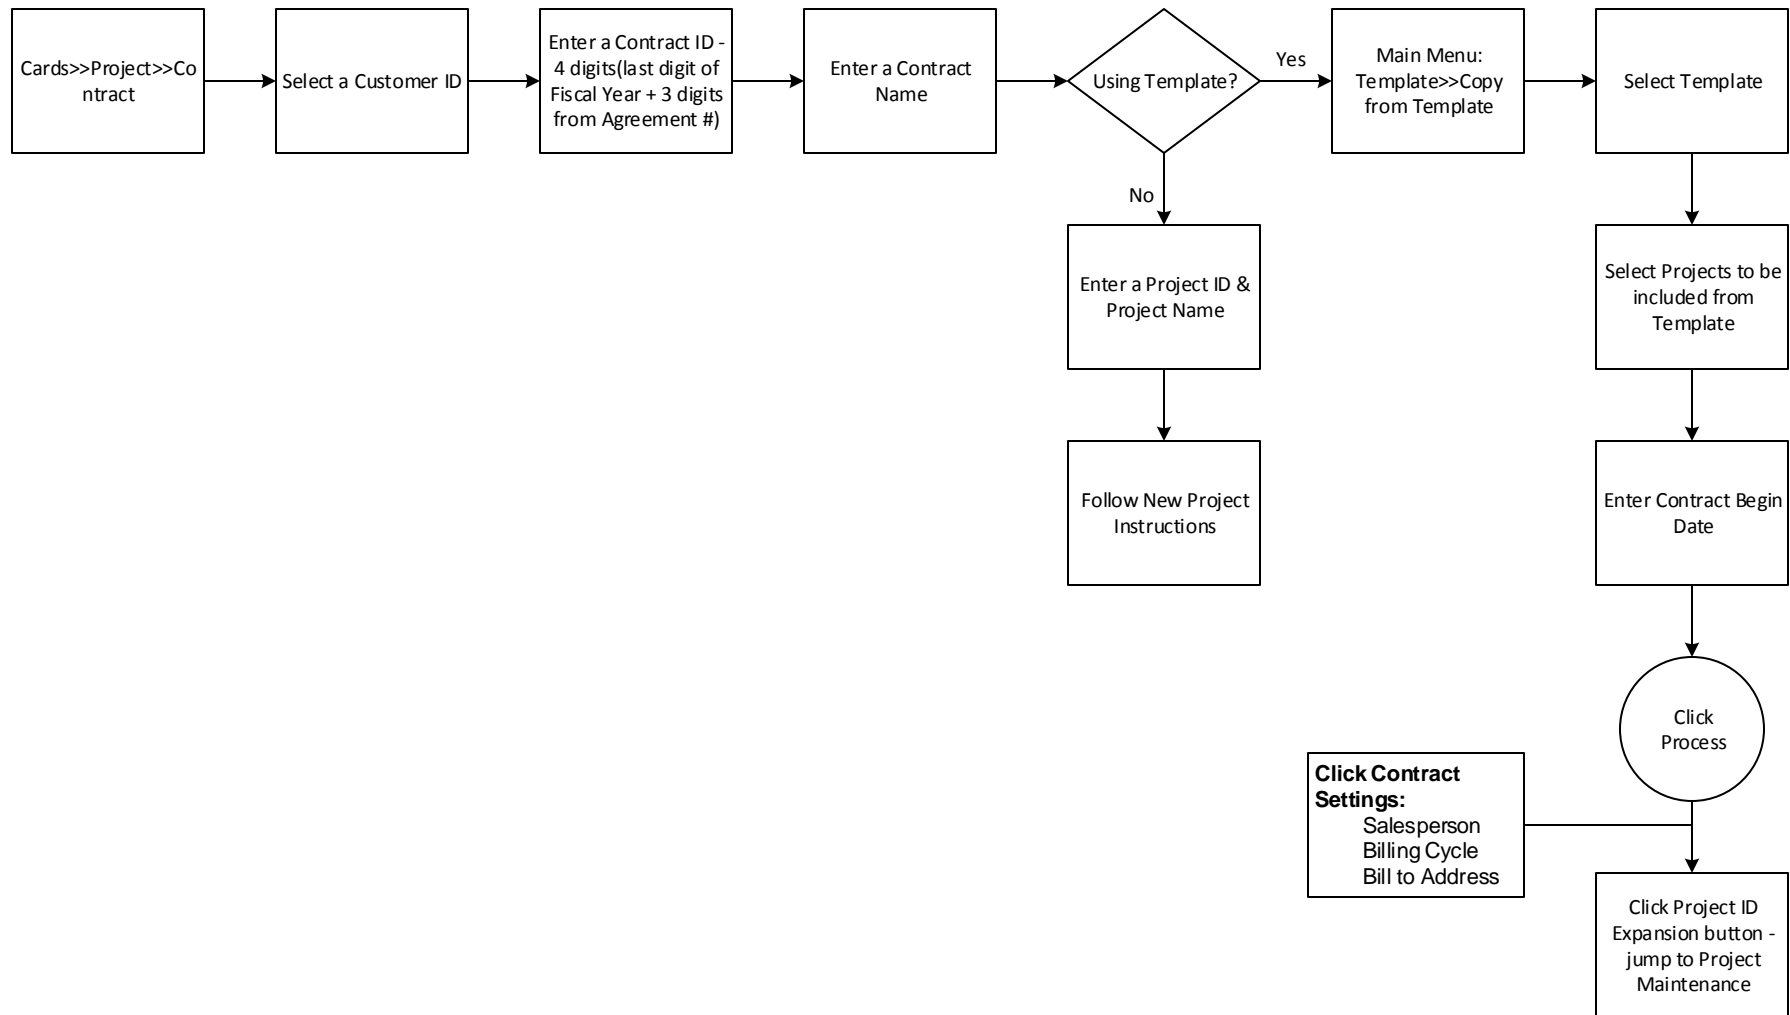 Cards>>Project>>Co
ntract
Select a Customer ID
Enter a Contract ID -
4 digits(last digit of
Fiscal Year + 3 digits
from Agreement #)
Enter a Contract
Name
Using Template?
Yes
Main Menu:
Template>>Copy
from Template
Select Template
No
Enter a Project ID &
Project Name
Select Projects to be
included from
Template
Follow New Project
Instructions
Enter Contract Begin
Date
Click
Process
Click Contract
Settings:
Salesperson
Billing Cycle
Bill to Address
Click Project ID
Expansion button -
jump to Project
Maintenance